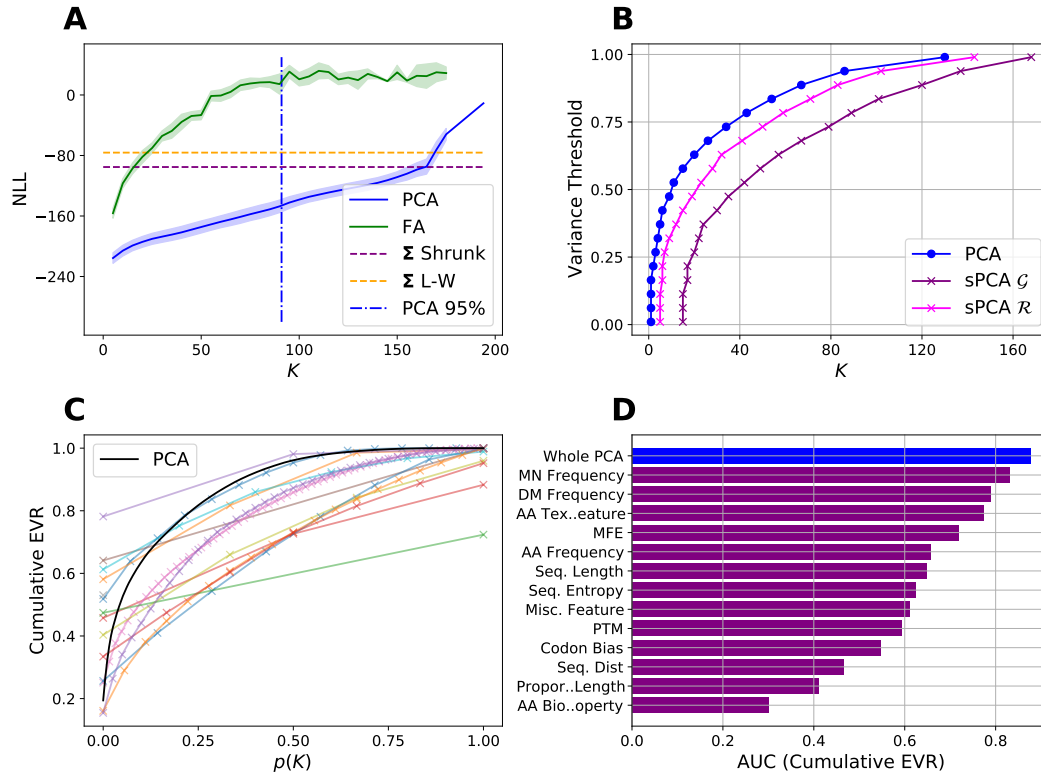 A
NLL
0
−80
−160
−240
PCA
FA
Σ Shrunk
Σ L-W
PCA 95%
0
50
100
150
200
K
B
Variance Threshold
1.00
0.75
0.50
0.25
0.00
PCA
sPCA 𝒢
sPCA ℛ
0
40
80
120
160
K
C
Cumulative EVR
1.0
0.8
0.6
0.4
0.2
PCA
0.00
0.25
0.50
0.75
1.00
p(K)
D
Whole PCA
MN Frequency
DM Frequency
AA Tex..eature
MFE
AA Frequency
Seq. Length
Seq. Entropy
Misc. Feature
PTM
Codon Bias
Seq. Dist
Propor..Length
AA Bio..operty
0.0
0.2
0.4
0.6
0.8
AUC (Cumulative EVR)